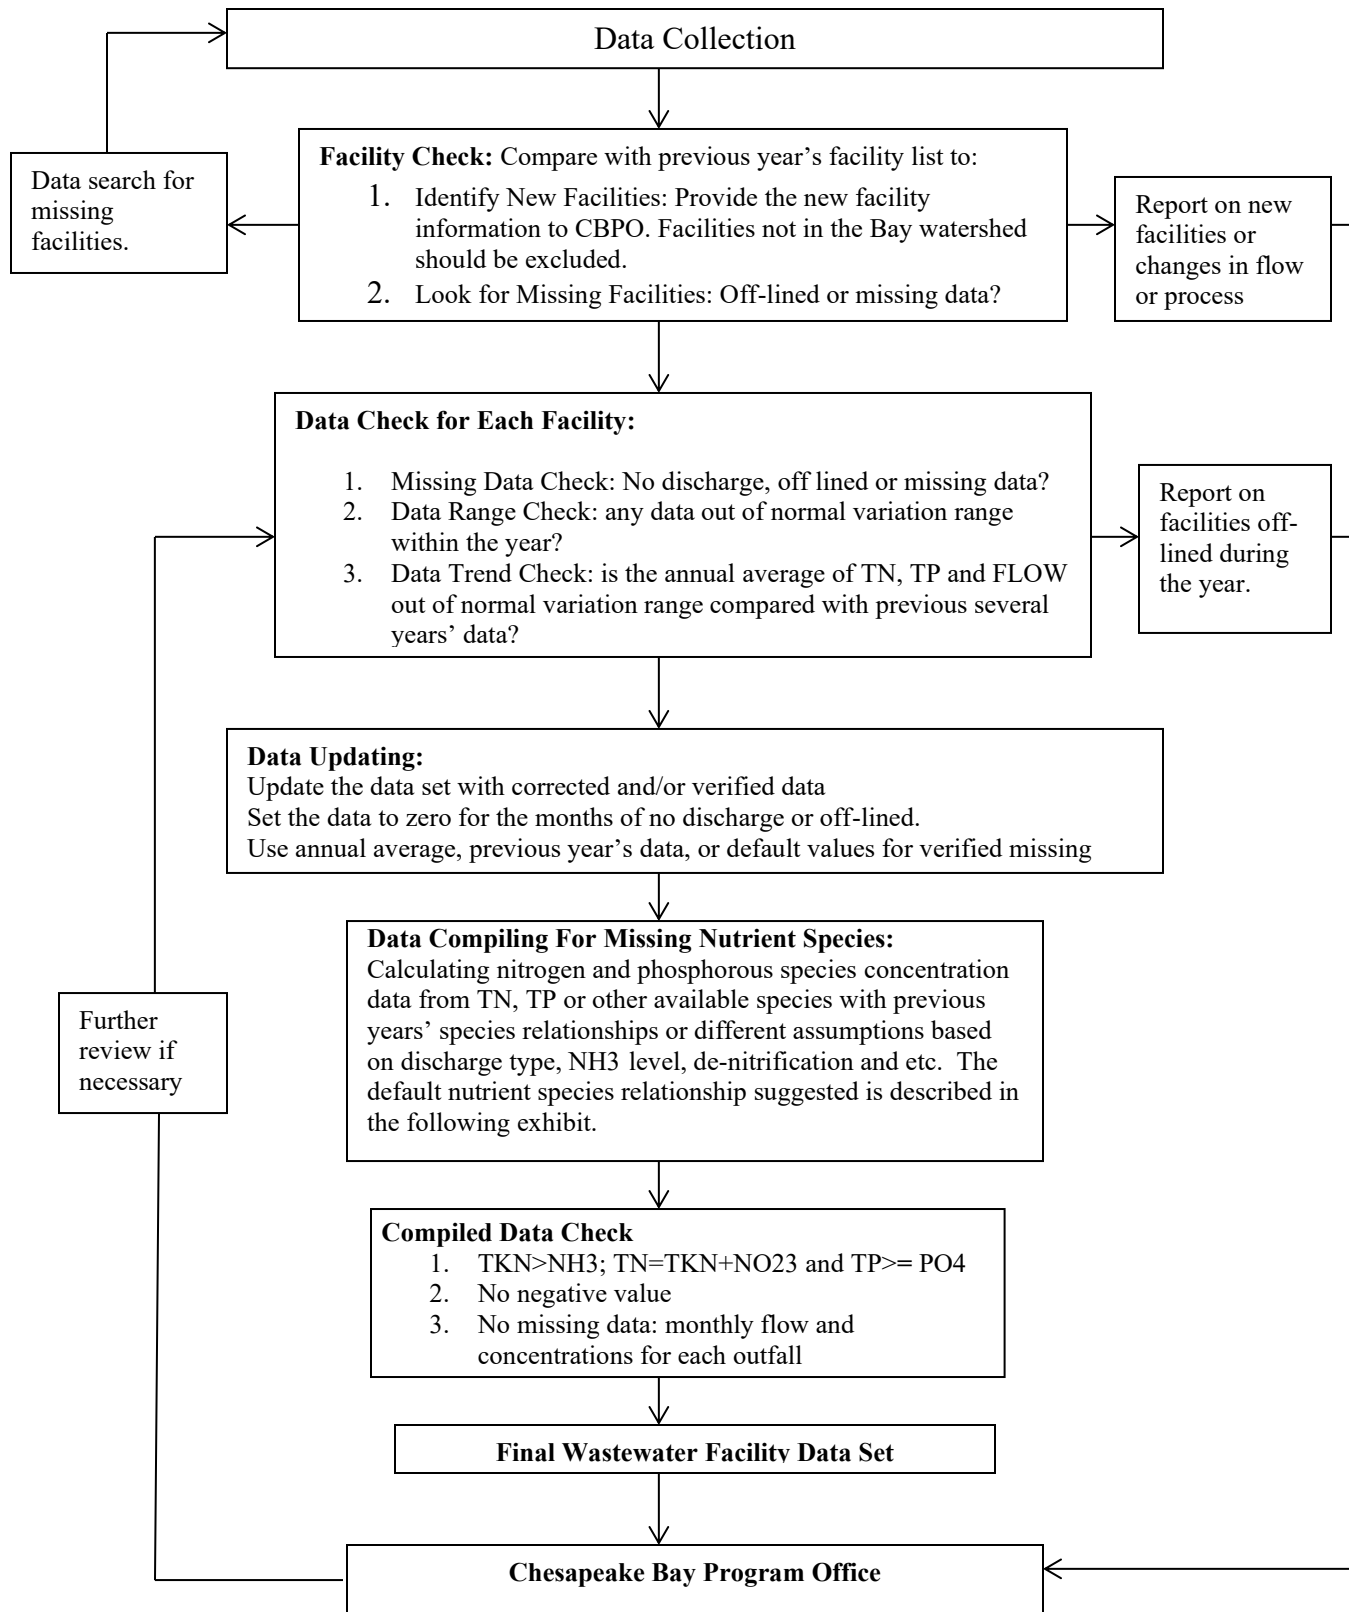 Data Collection
Data search for
missing
facilities.
Facility Check: Compare with previous year’s facility list to:
1. Identify New Facilities: Provide the new facility
information to CBPO. Facilities not in the Bay watershed
should be excluded.
2. Look for Missing Facilities: Off-lined or missing data?
Report on new
facilities or
changes in flow
or process
Data Check for Each Facility:
1. Missing Data Check: No discharge, off lined or missing data?
2. Data Range Check: any data out of normal variation range
within the year?
3. Data Trend Check: is the annual average of TN, TP and FLOW
out of normal variation range compared with previous several
years’ data?
Report on
facilities off-
lined during
the year.
Data Updating:
Update the data set with corrected and/or verified data
Set the data to zero for the months of no discharge or off-lined.
Use annual average, previous year’s data, or default values for verified missing
Data Compiling For Missing Nutrient Species:
Calculating nitrogen and phosphorous species concentration
data from TN, TP or other available species with previous
years’ species relationships or different assumptions based
on discharge type, NH3 level, de-nitrification and etc.  The
default nutrient species relationship suggested is described in
the following exhibit.
Further
review if
necessary
Compiled Data Check
1. TKN>NH3; TN=TKN+NO23 and TP>= PO4
2. No negative value
3. No missing data: monthly flow and
concentrations for each outfall
Final Wastewater Facility Data Set
Chesapeake Bay Program Office